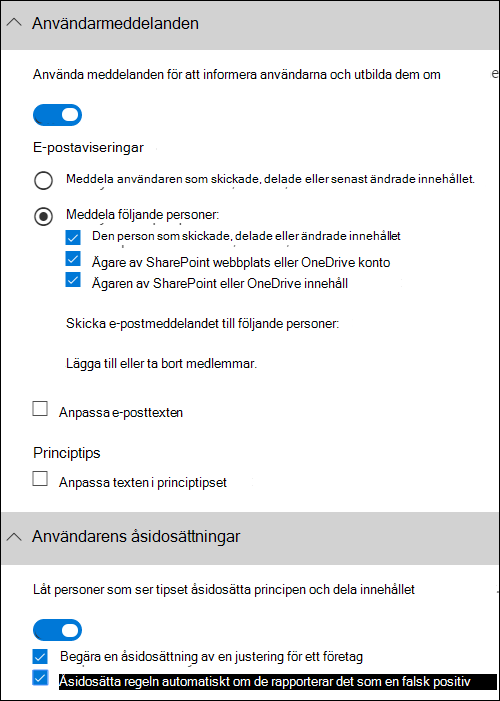 Användarmeddelanden
Använda meddelanden för att informera användarna och utbilda dem om e
E-postaviseringar
Meddela användaren som skickade, delade eller senast ändrade innehållet.
Meddela följande personer:
Den person som skickade, delade eller ändrade innehållet
Ägare av SharePoint webbplats eller OneDrive konto
Ägaren av SharePoint eller OneDrive innehåll
Skicka e-postmeddelandet till följande personer:
Lägga till eller ta bort medlemmar.
Anpassa e-posttexten
Principtips
Anpassa texten i principtipset
Användarens åsidosättningar
Låt personer som ser tipset åsidosätta principen och dela innehållet
Begära en åsidosättning av en justering för ett företag
Åsidosätta regeln automatiskt om de rapporterar det som en falsk positiv